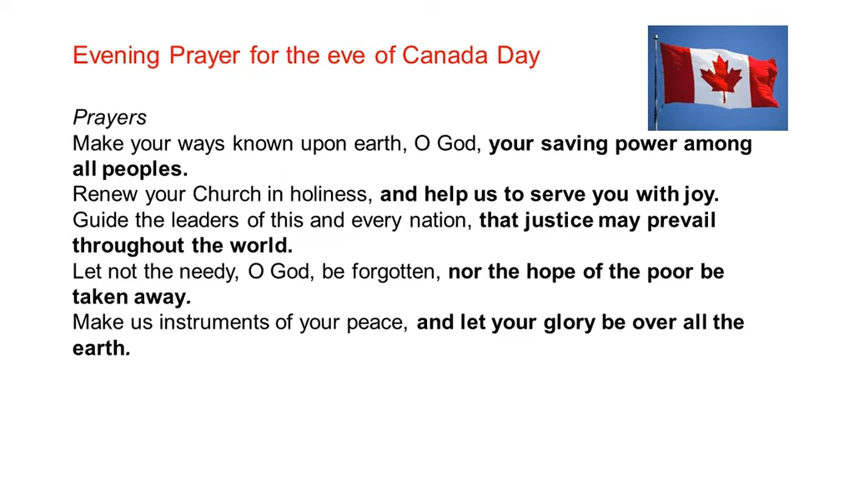 Evening Prayer for the eve of Canada Day
Prayers
Make your ways known upon earth, O God, your saving power among
all peoples.
Renew your Church in holiness, and help us to serve you with joy.
Guide the leaders of this and every nation, that justice may prevail
throughout the world.
Let not the needy, O God, be forgotten, nor the hope of the poor be
taken away.
Make us instruments of your peace, and let your glory be over all the
earth.